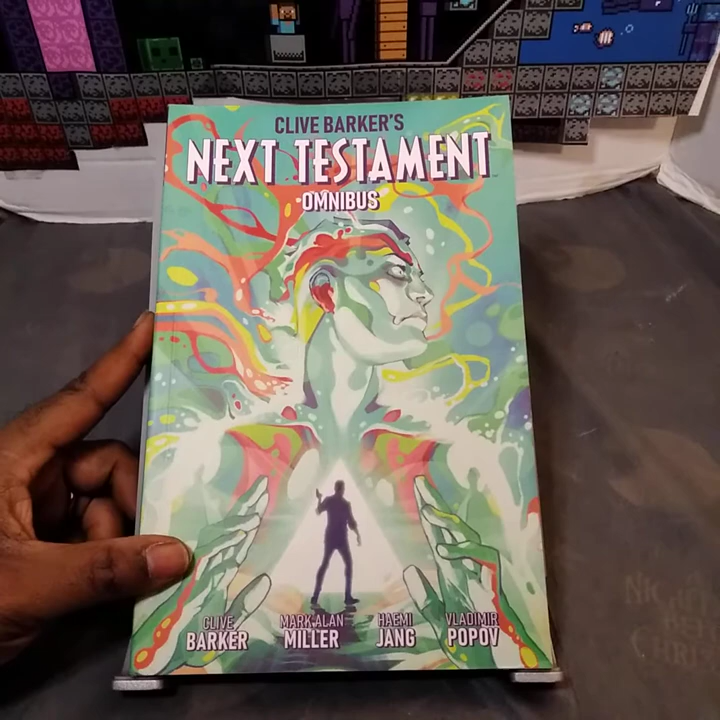 CLIVE BARKER'S
NEXT TESTAMENT
OMNIBUS
CLIVE BARKER
MARK ALAN MILLER
HAEMI JANG
VLADIMIR POPOV